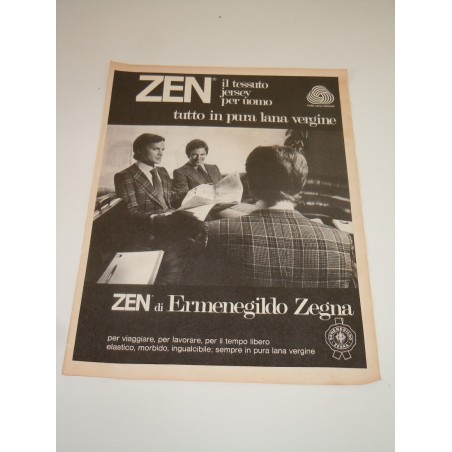 ZEN® il tessuto
jersey
per uomo
tutto in pura lana vergine
ZEN di Ermenegildo Zegna
per viaggiare, per lavorare, per il tempo libero
elastico, morbido, ingualcibile; sempre in pura lana vergine